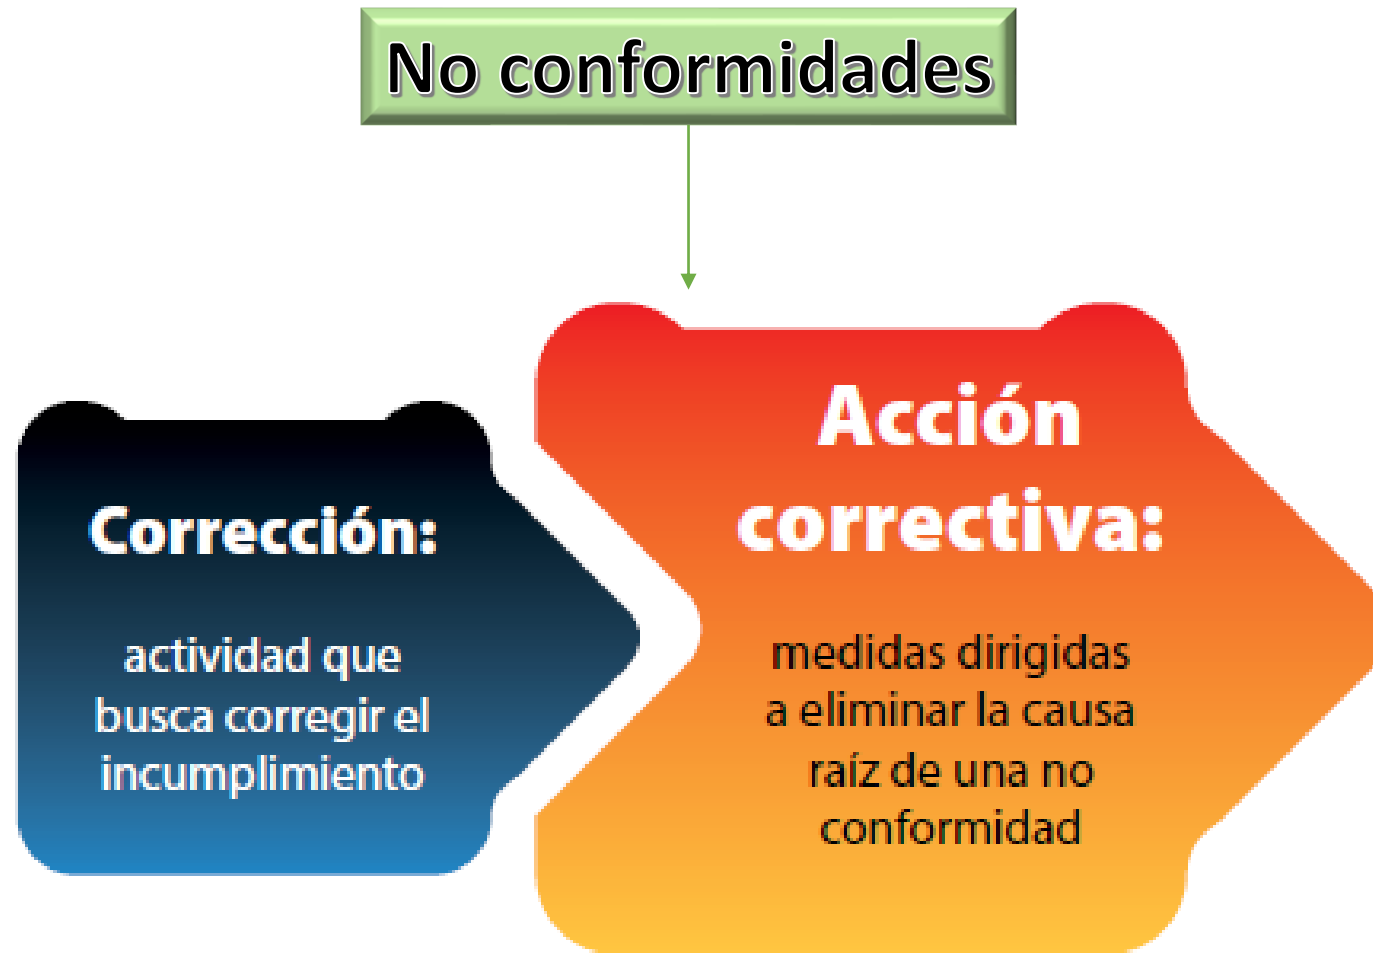 No conformidades
Corrección:
actividad que
busca corregir el
incumplimiento
Acción
correctiva:
medidas dirigidas
a eliminar la causa
raíz de una no
conformidad